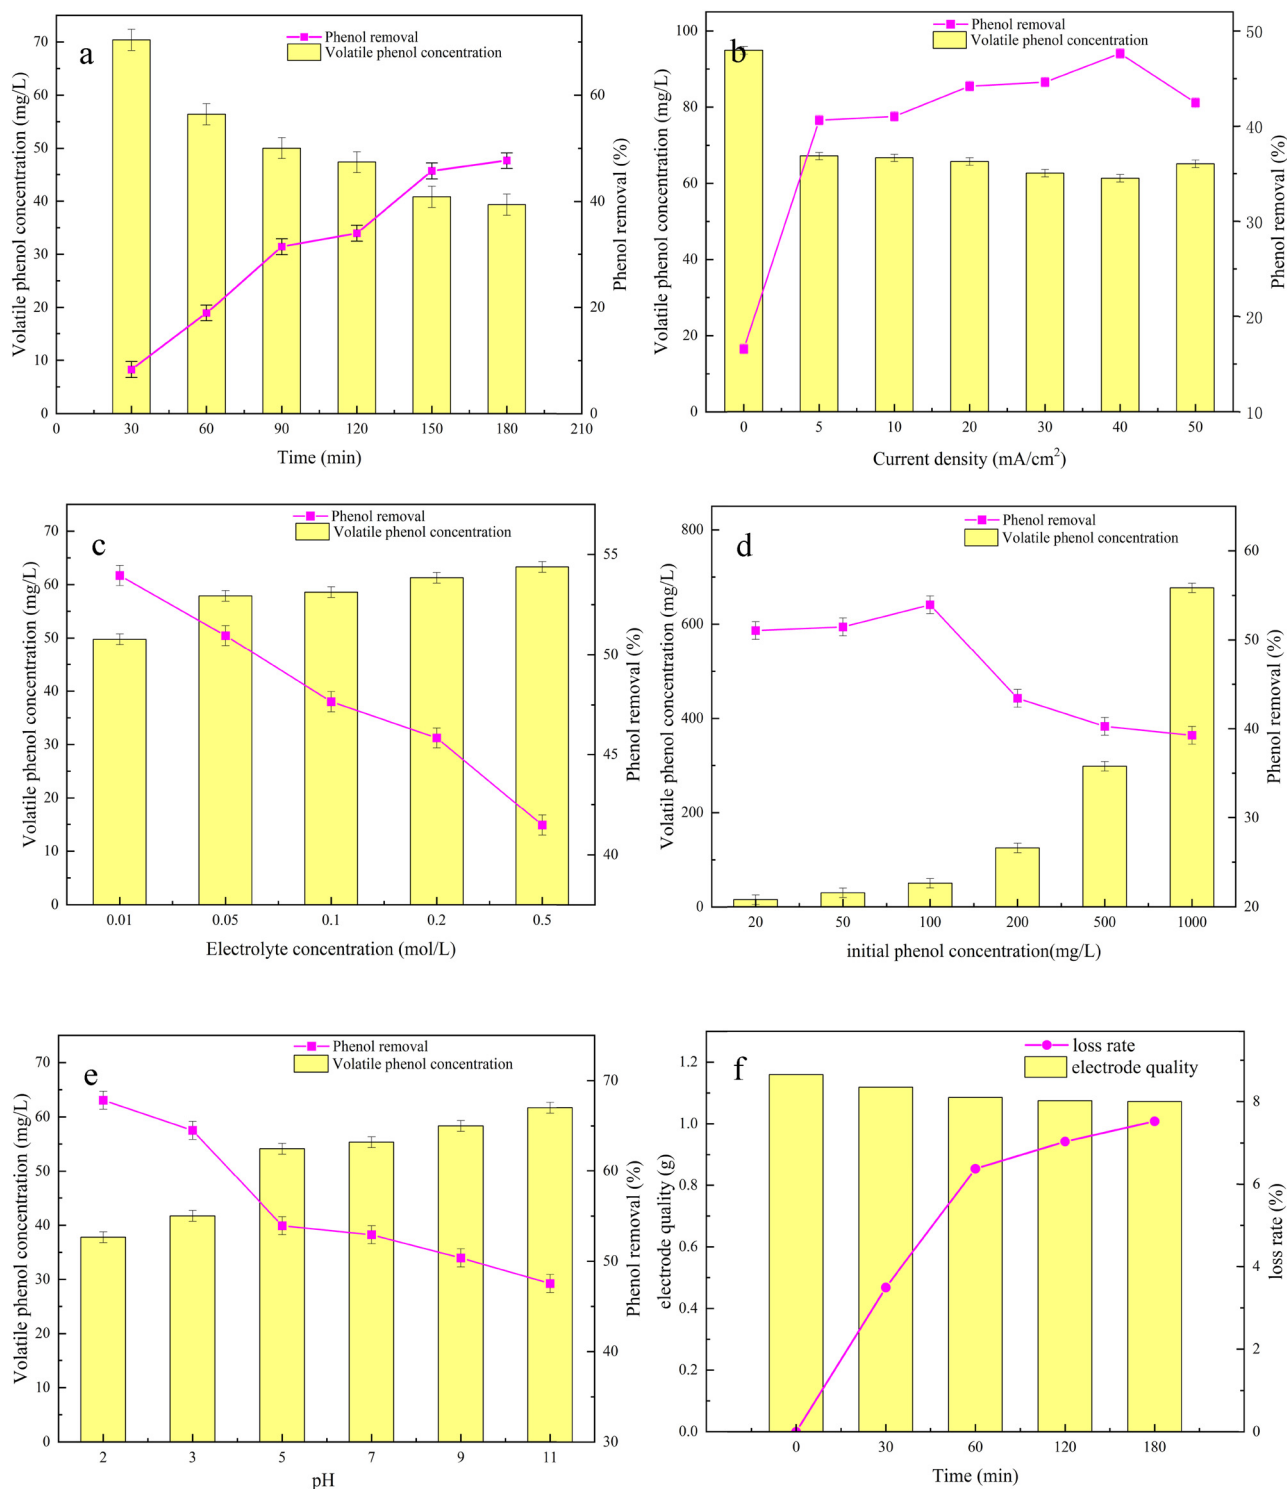 a
Phenol removal
Volatile phenol concentration
Volatile phenol concentration (mg/L)
70
60
50
40
30
20
10
0
Phenol removal (%)
60
40
20
0
0 30 60 90 120 150 180 210
Time (min)
b
Phenol removal
Volatile phenol concentration
Volatile phenol concentration (mg/L)
100
80
60
40
20
0
Phenol removal (%)
50
40
30
20
10
0 5 10 20 30 40 50
Current density (mA/cm²)
c
Phenol removal
Volatile phenol concentration
Volatile phenol concentration (mg/L)
70
60
50
40
30
20
10
0
Phenol removal (%)
55
50
45
40
0.01 0.05 0.1 0.2 0.5
Electrolyte concentration (mol/L)
d
Phenol removal
Volatile phenol concentration
Volatile phenol concentration (mg/L)
800
600
400
200
0
Phenol removal (%)
60
50
40
30
20
20 50 100 200 500 1000
initial phenol concentration(mg/L)
e
Phenol removal
Volatile phenol concentration
Volatile phenol concentration (mg/L)
70
60
50
40
30
20
10
0
Phenol removal (%)
70
60
50
40
30
2 3 5 7 9 11
pH
f
loss rate
electrode quality
electrode quality (g)
1.2
1.0
0.8
0.6
0.4
0.2
0.0
loss rate (%)
8
6
4
2
0
0 30 60 120 180
Time (min)